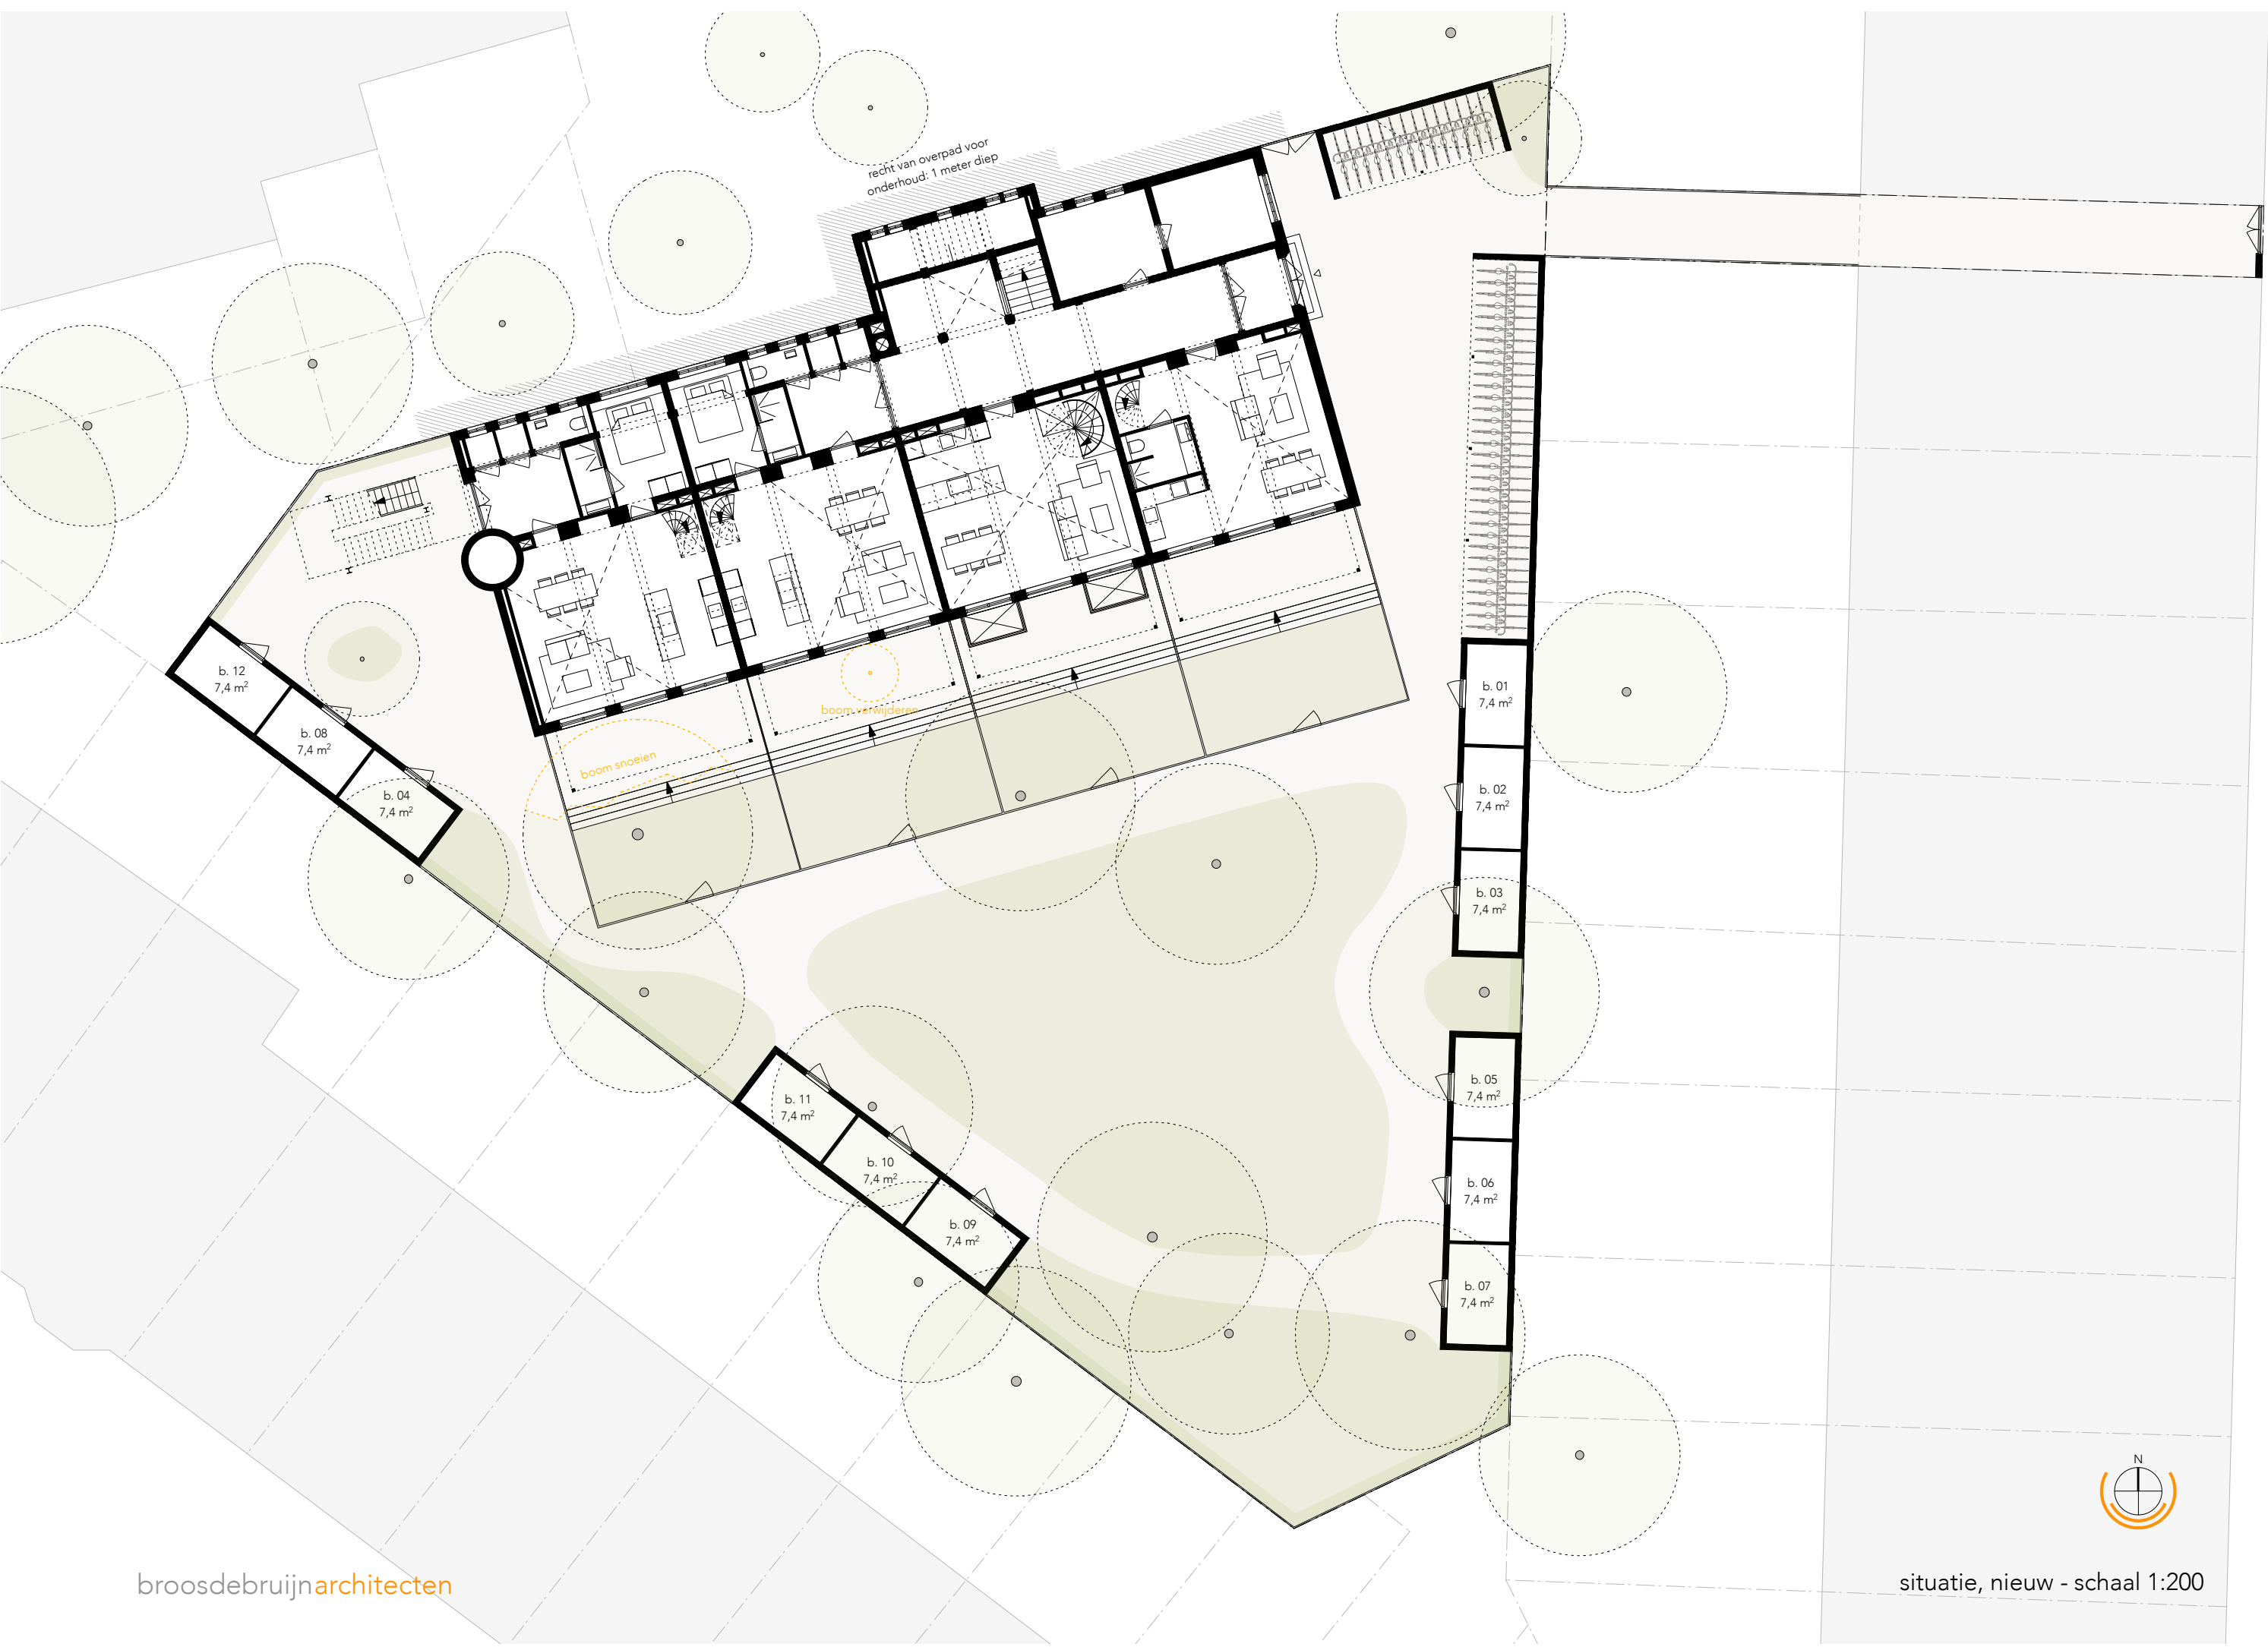 recht van overpad voor
onderhoud: 1 meter diep
b. 12
7,4 m²
b. 08
7,4 m²
b. 04
7,4 m²
boom verwijderen
boom snoeien
b. 01
7,4 m²
b. 02
7,4 m²
b. 03
7,4 m²
b. 05
7,4 m²
b. 06
7,4 m²
b. 07
7,4 m²
b. 11
7,4 m²
b. 10
7,4 m²
b. 09
7,4 m²
N
broosdebruijnarchitecten
situatie, nieuw - schaal 1:200